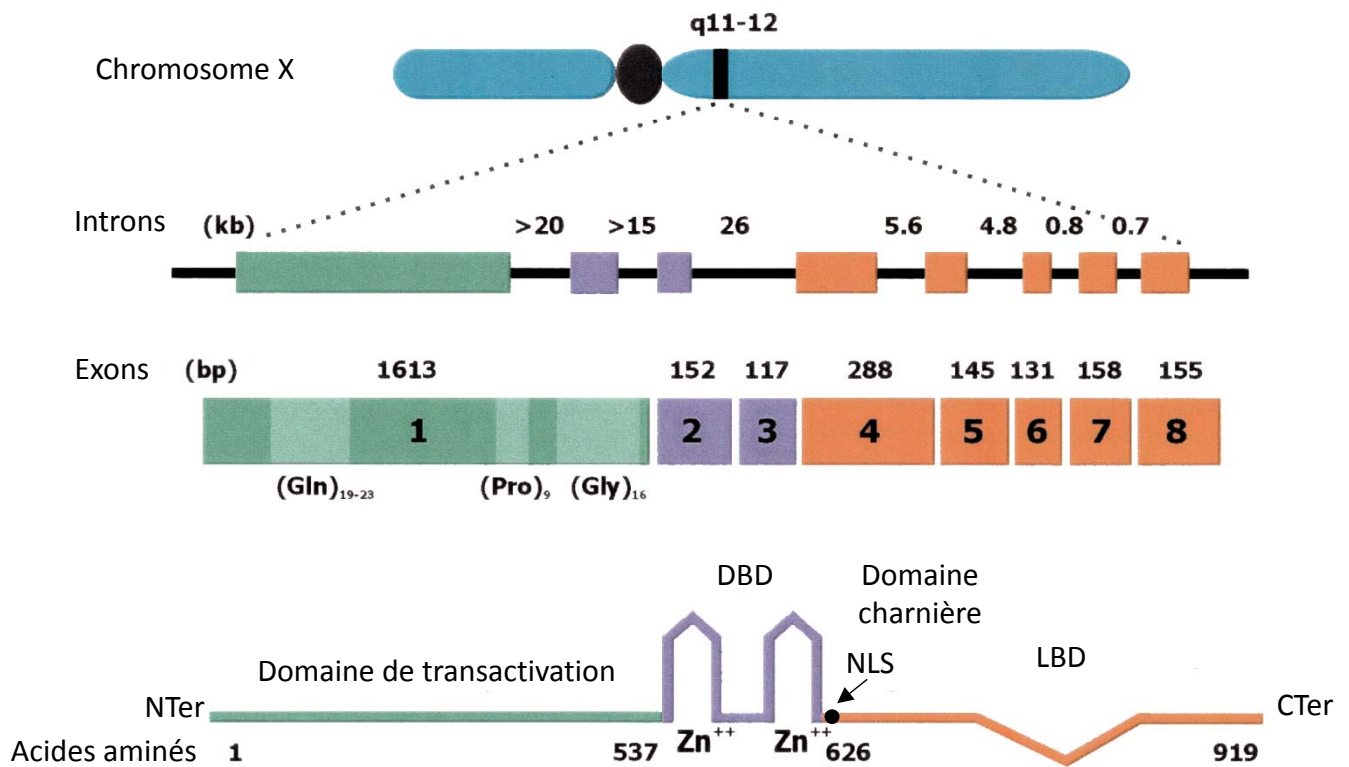 q11-12
Chromosome X
Introns (kb) >20 >15 26 5.6 4.8 0.8 0.7
Exons (bp) 1613 152 117 288 145 131 158 155
1 2 3 4 5 6 7 8
(Gln)19-23 (Pro)9 (Gly)16
DBD Domaine
charnière
Domaine de transactivation NLS LBD
NTer CTer
Zn++ Zn++
Acides aminés 1 537 626 919